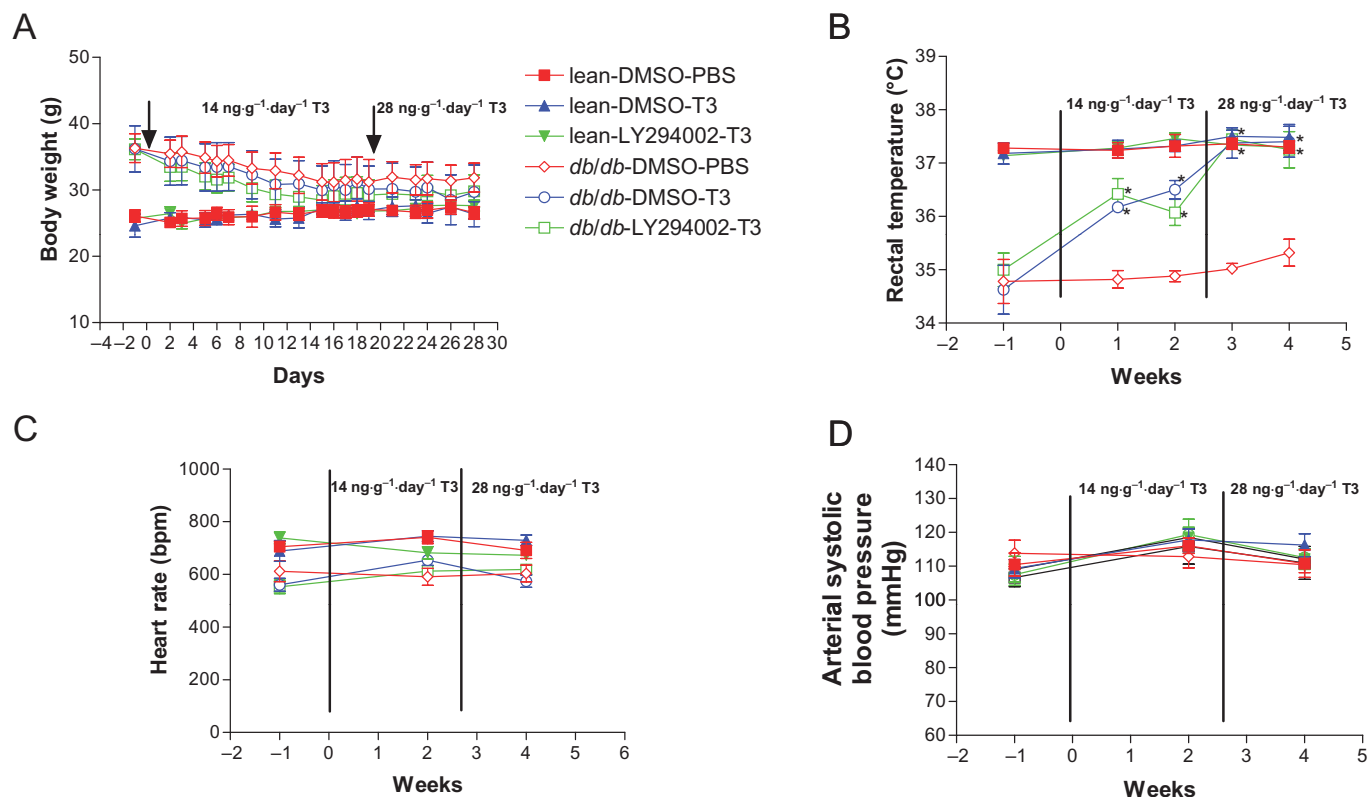 A
Body weight (g)
50
40
30
20
10
14 ng·g⁻¹·day⁻¹ T3
28 ng·g⁻¹·day⁻¹ T3
–4 –2 0 2 4 6 8 10 12 14 16 18 20 22 24 26 28 30
Days
lean-DMSO-PBS
lean-DMSO-T3
lean-LY294002-T3
db/db-DMSO-PBS
db/db-DMSO-T3
db/db-LY294002-T3
B
Rectal temperature (°C)
39
38
37
36
35
34
14 ng·g⁻¹·day⁻¹ T3
28 ng·g⁻¹·day⁻¹ T3
* *
* *
* *
* *
–2 –1 0 1 2 3 4 5
Weeks
C
Heart rate (bpm)
1000
800
600
400
200
0
14 ng·g⁻¹·day⁻¹ T3
28 ng·g⁻¹·day⁻¹ T3
–2 –1 0 1 2 3 4 5 6
Weeks
D
Arterial systolic
blood pressure
(mmHg)
140
130
120
110
100
90
80
70
60
14 ng·g⁻¹·day⁻¹ T3
28 ng·g⁻¹·day⁻¹ T3
–2 –1 0 1 2 3 4 5
Weeks